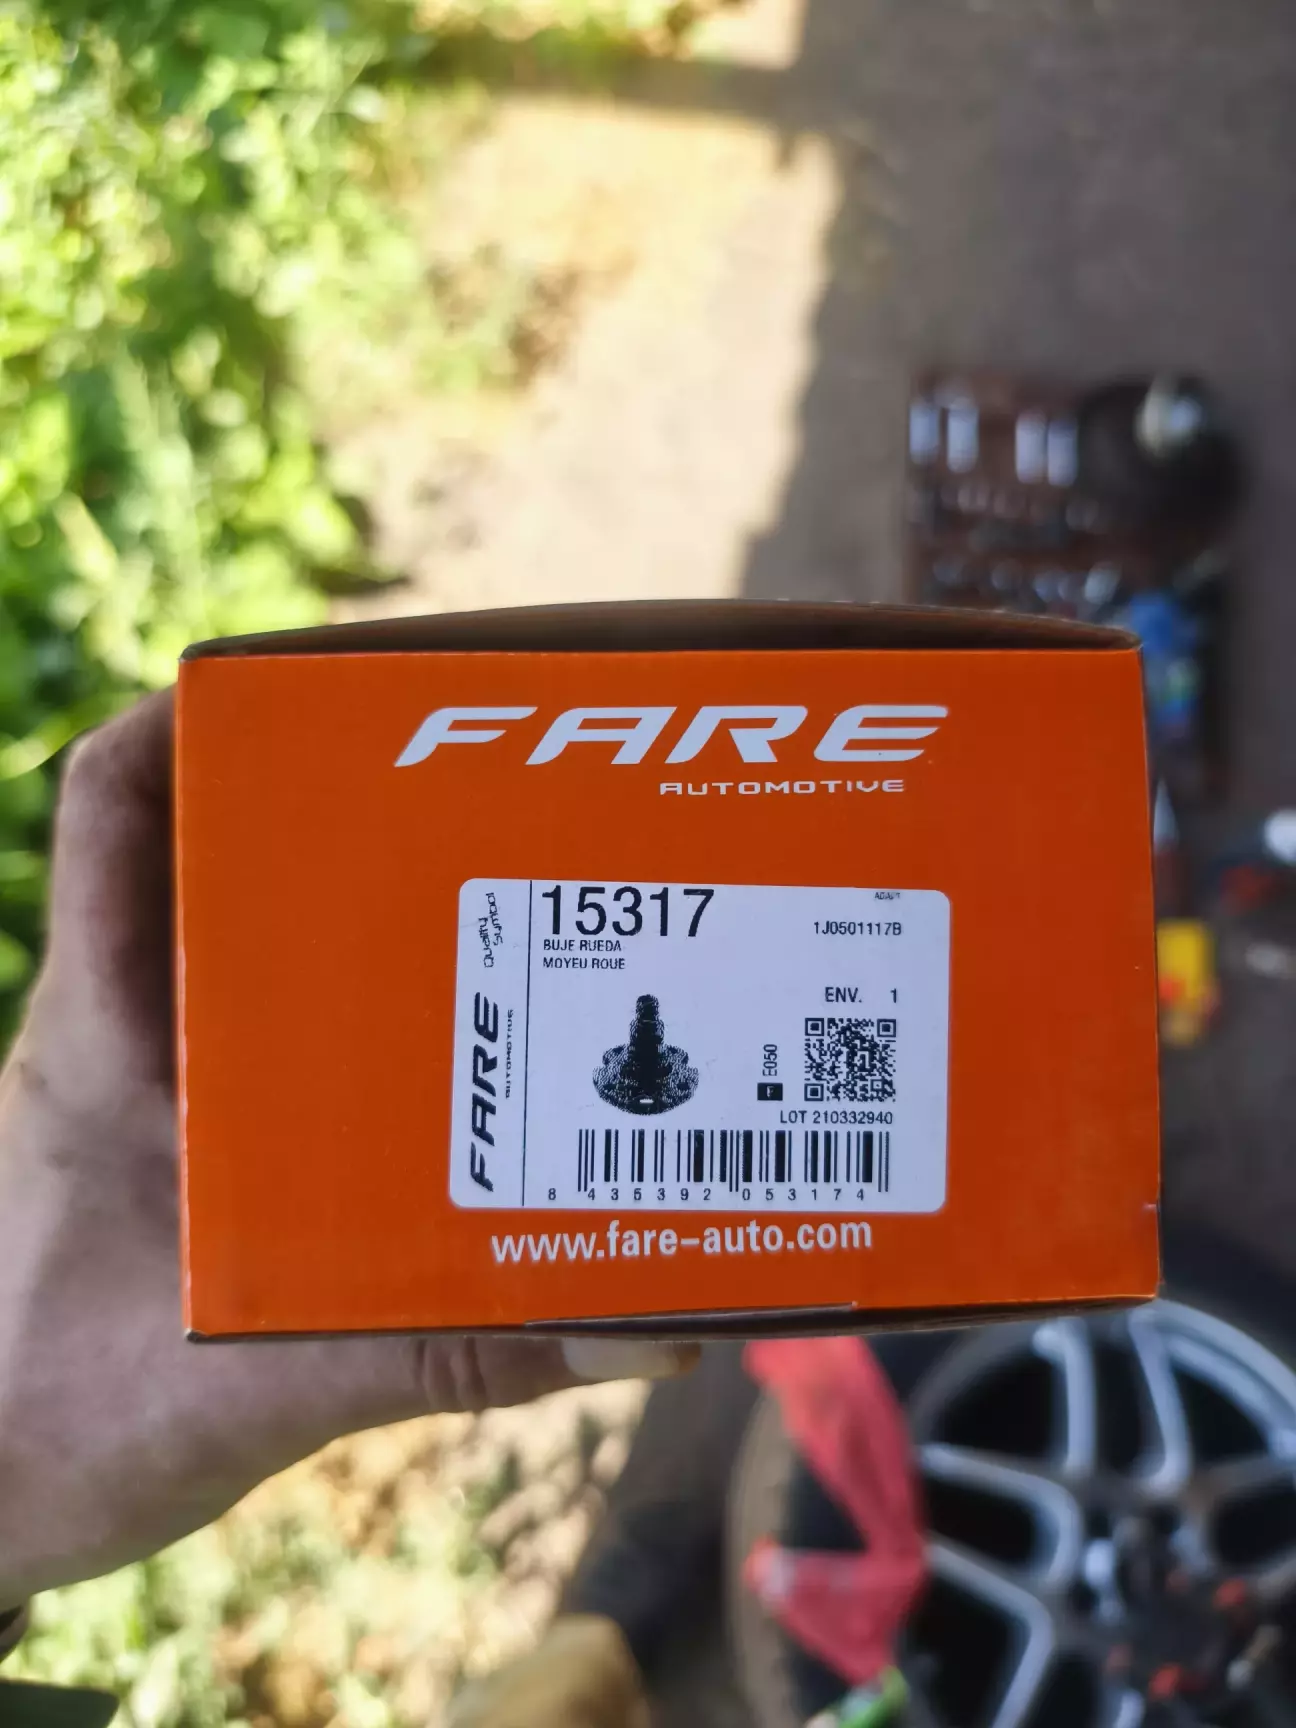 FARE
AUTOMOTIVE
15317
BUJE RUEDA
MOYEU ROUE
1J0501117B
ENV. 1
E050
F
LOT 210332940
8 435392 053174
Quality
Symbol
FARE
AUTOMOTIVE
www.fare-auto.com